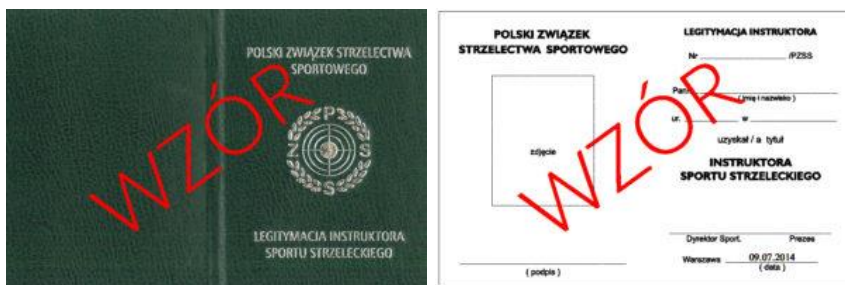 POLSKI ZWIĄZEK STRZELECTWA
SPORTOWEGO
PZSS
LEGITYMACJA INSTRUKTORA
SPORTU STRZELECKIEGO
WZÓR
POLSKI ZWIĄZEK
STRZELECTWA SPORTOWEGO
zdjęcie
( podpis )
LEGITYMACJA INSTRUKTORA
Nr /PZSS
Pan
( imię i nazwisko )
ur. w
uzyskał / a tytuł
INSTRUKTORA
SPORTU STRZELECKIEGO
Dyrektor Sport. Prezes
Warszawa 09.07.2014
( data )
WZÓR